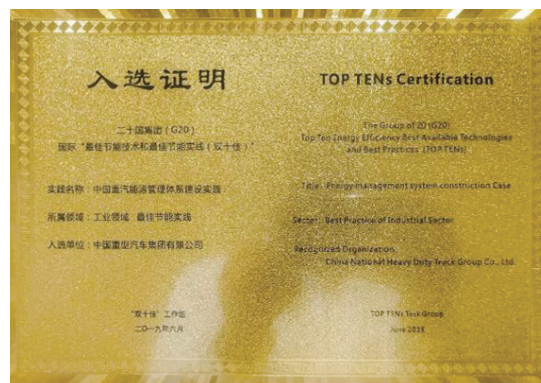 入选证明
二十国集团（G20）
国际“最佳节能技术和最佳节能实践（双十佳）”
实践名称：中国重汽能源管理体系建设实践
所属领域：工业领域 最佳节能实践
入选单位：中国重型汽车集团有限公司
“双十佳”工作组
二〇一九年六月
TOP TENs Certification
The Group of 20 (G20)
Top Ten Energy Efficiency Best Available Technologies
and Best Practices (TOP TENs)
Title: Energy management system construction Case
Sector: Best Practice of Industrial Sector
Recognized Organization:
China National Heavy Duty Truck Group Co., Ltd.
TOP TENs Task Group
June 2019